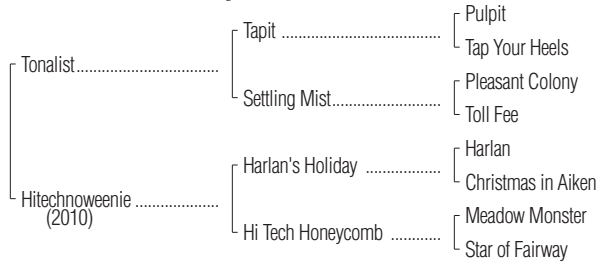 Pulpit
Tapit ........................................
Tap Your Heels
Tonalist....................................
Pleasant Colony
Settling Mist...........................
Toll Fee
Harlan
Harlan's Holiday ...................
Christmas in Aiken
Hitechnoweenie .....................
(2010)
Meadow Monster
Hi Tech Honeycomb ............
Star of Fairway